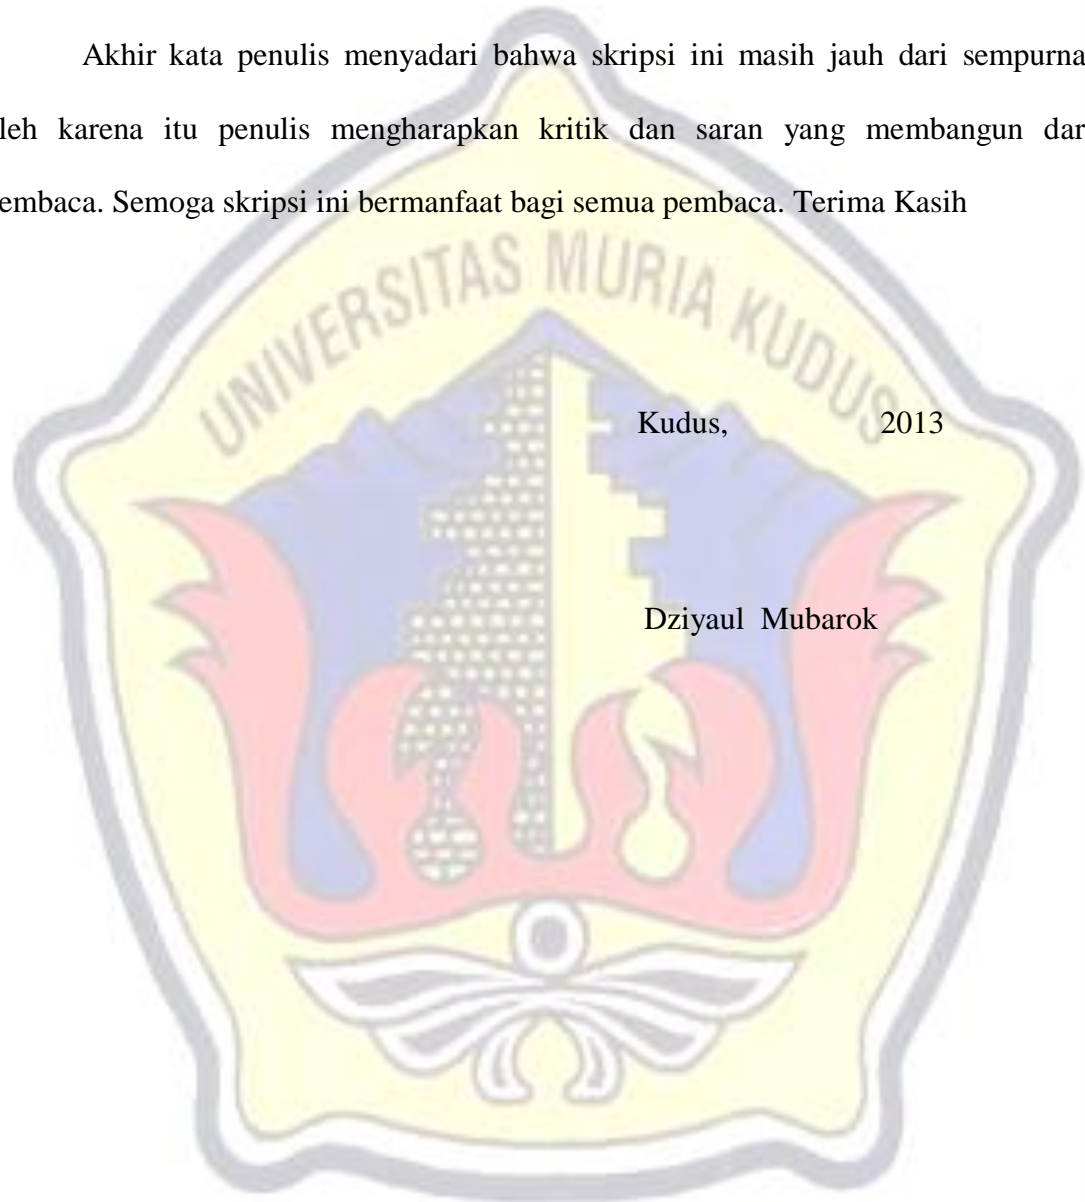 Akhir kata penulis menyadari bahwa skripsi ini masih jauh dari sempurna
leh karena itu penulis mengharapkan kritik dan saran yang membangun dar
embaca. Semoga skripsi ini bermanfaat bagi semua pembaca. Terima Kasih
UNIVERSITAS MURIA KUDUS
Kudus, 2013
Dziyaul Mubarok